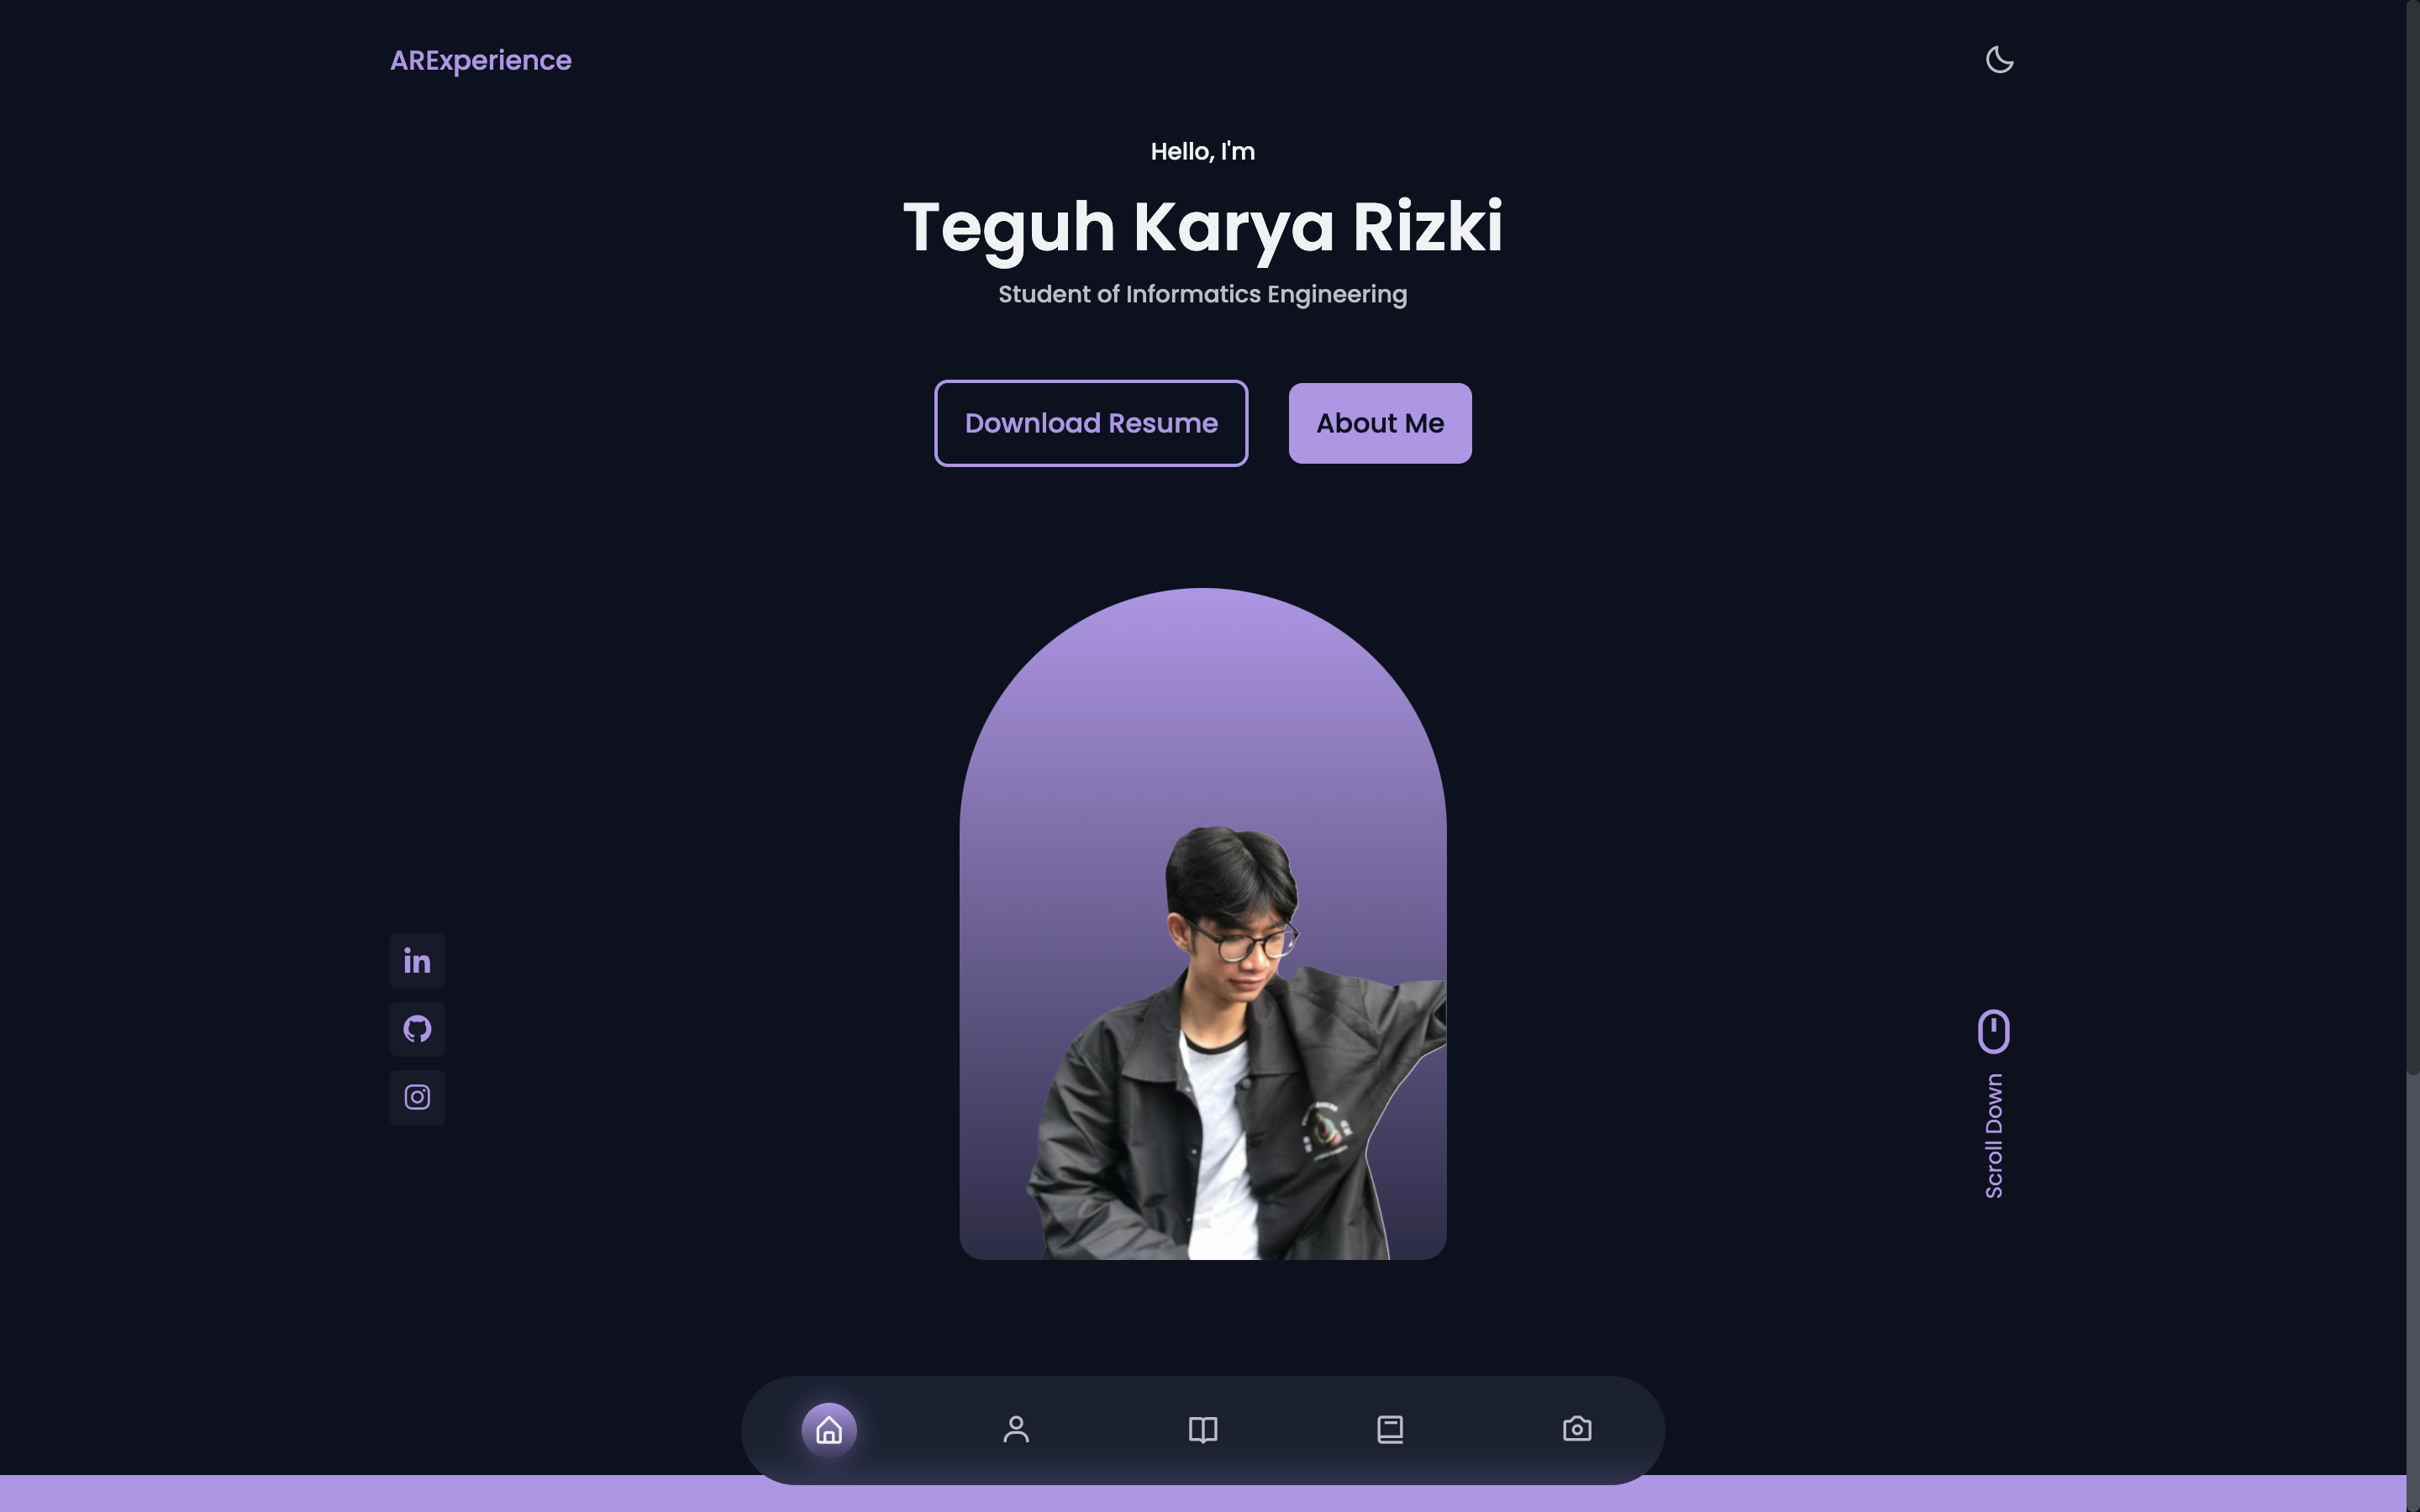 ARExperience
Hello, I'm
Teguh Karya Rizki
Student of Informatics Engineering
Download Resume
About Me
in
Scroll Down